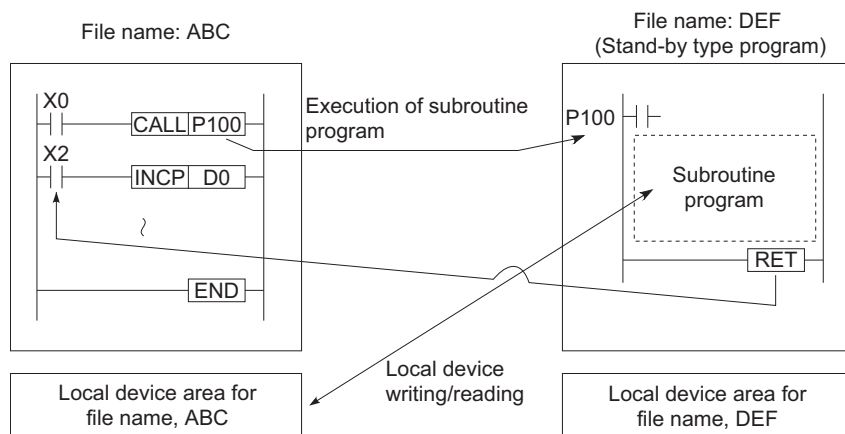 File name: ABC
File name: DEF
(Stand-by type program)
X0
CALL P100
X2
INCP D0
END
Execution of subroutine
program
P100
Subroutine
program
RET
Local device
writing/reading
Local device area for
file name, ABC
Local device area for
file name, DEF